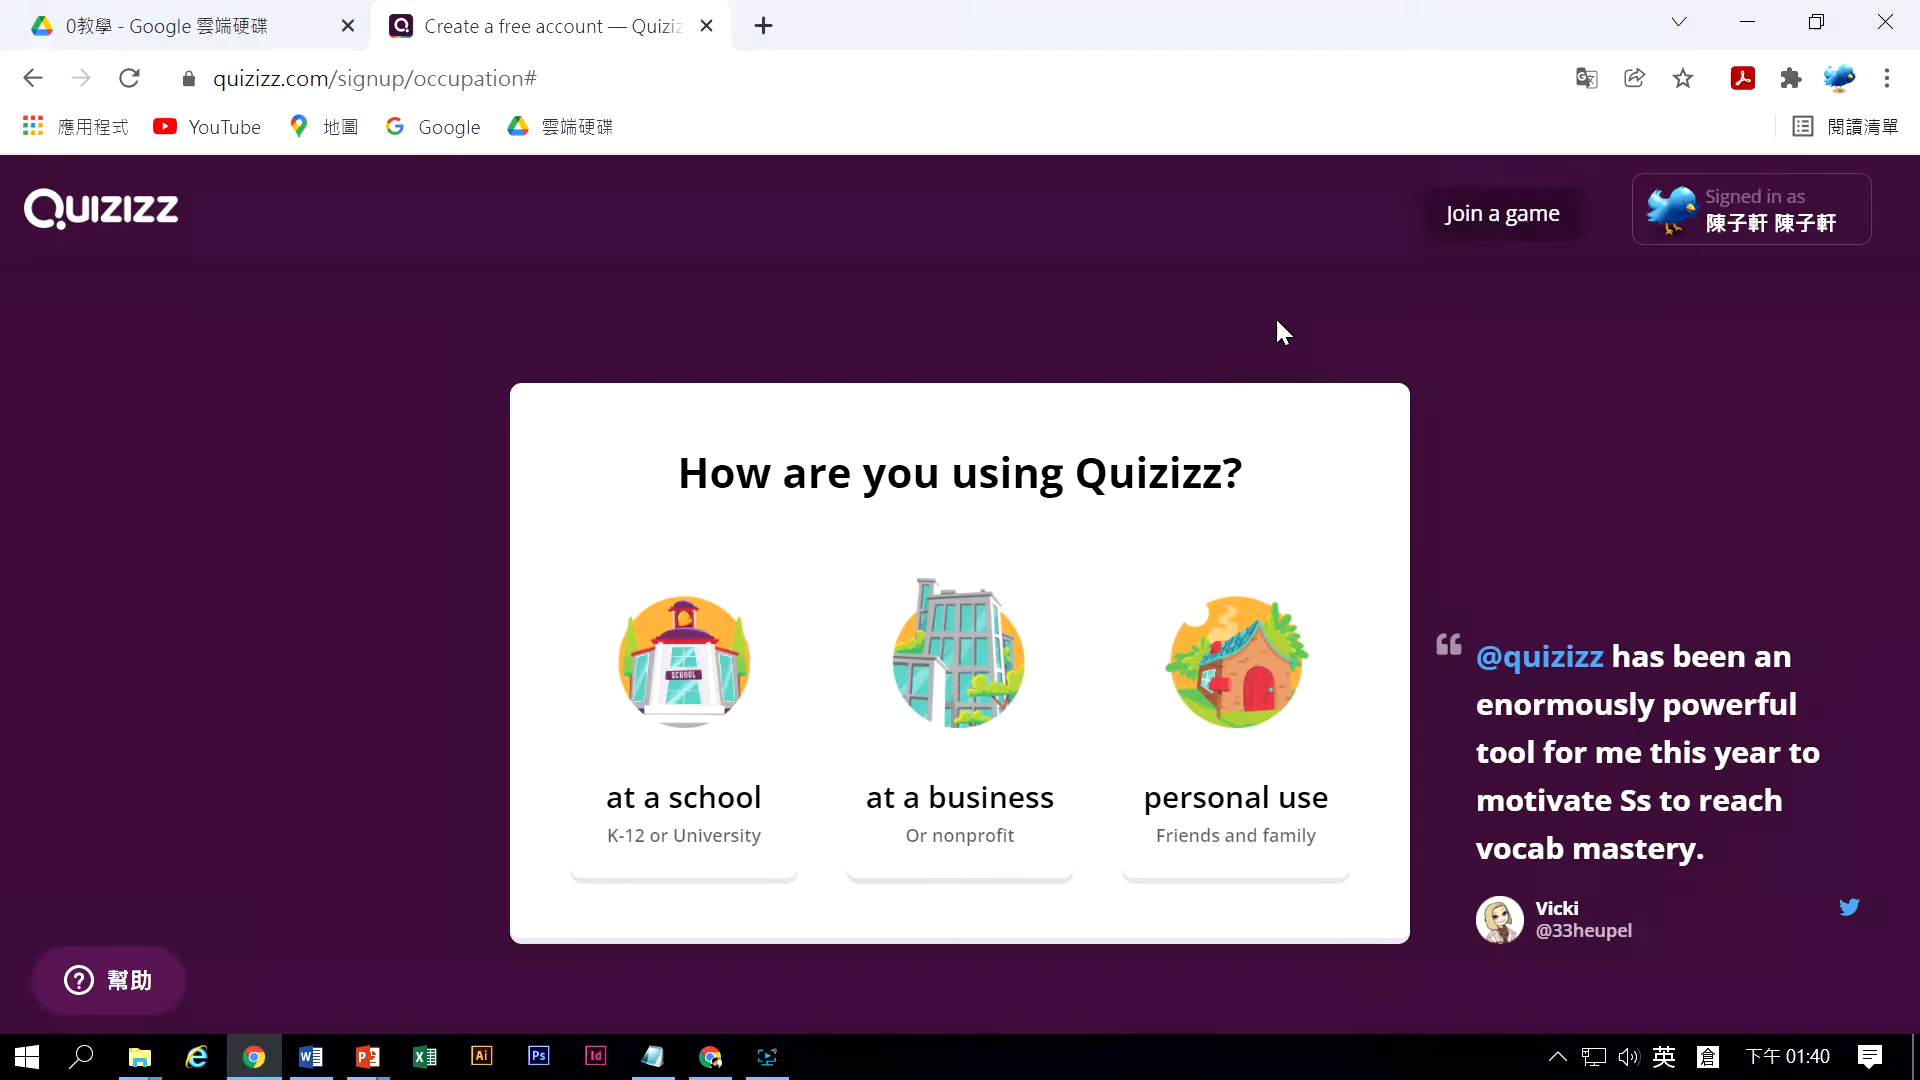 0教學 - Google 雲端硬碟
Create a free account — Quiziz
quizizz.com/signup/occupation#
應用程式
YouTube
地圖
Google
雲端硬碟
閱讀清單
Quizizz
Join a game
Signed in as
陳子軒 陳子軒
How are you using Quizizz?
SCHOOL
at a school
K-12 or University
at a business
Or nonprofit
personal use
Friends and family
@quizizz has been an
enormously powerful
tool for me this year to
motivate Ss to reach
vocab mastery.
Vicki
@33heupel
幫助
Ai
Ps
Id
英
倉
下午 01:40